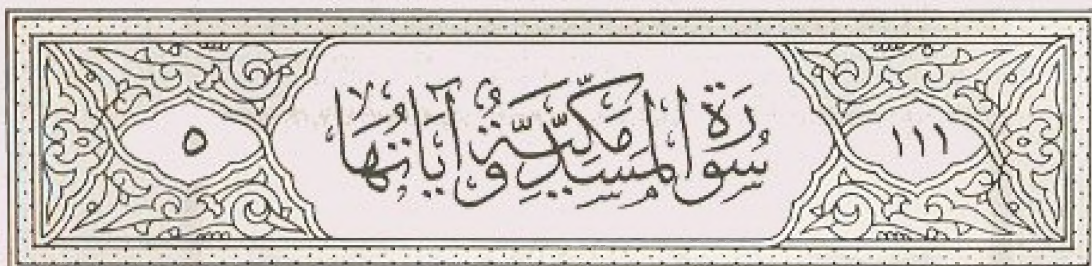 ١١١
سُورَةُ المَسَدِ مَكِّيَّةٌ وَآيَاتُهَا
٥